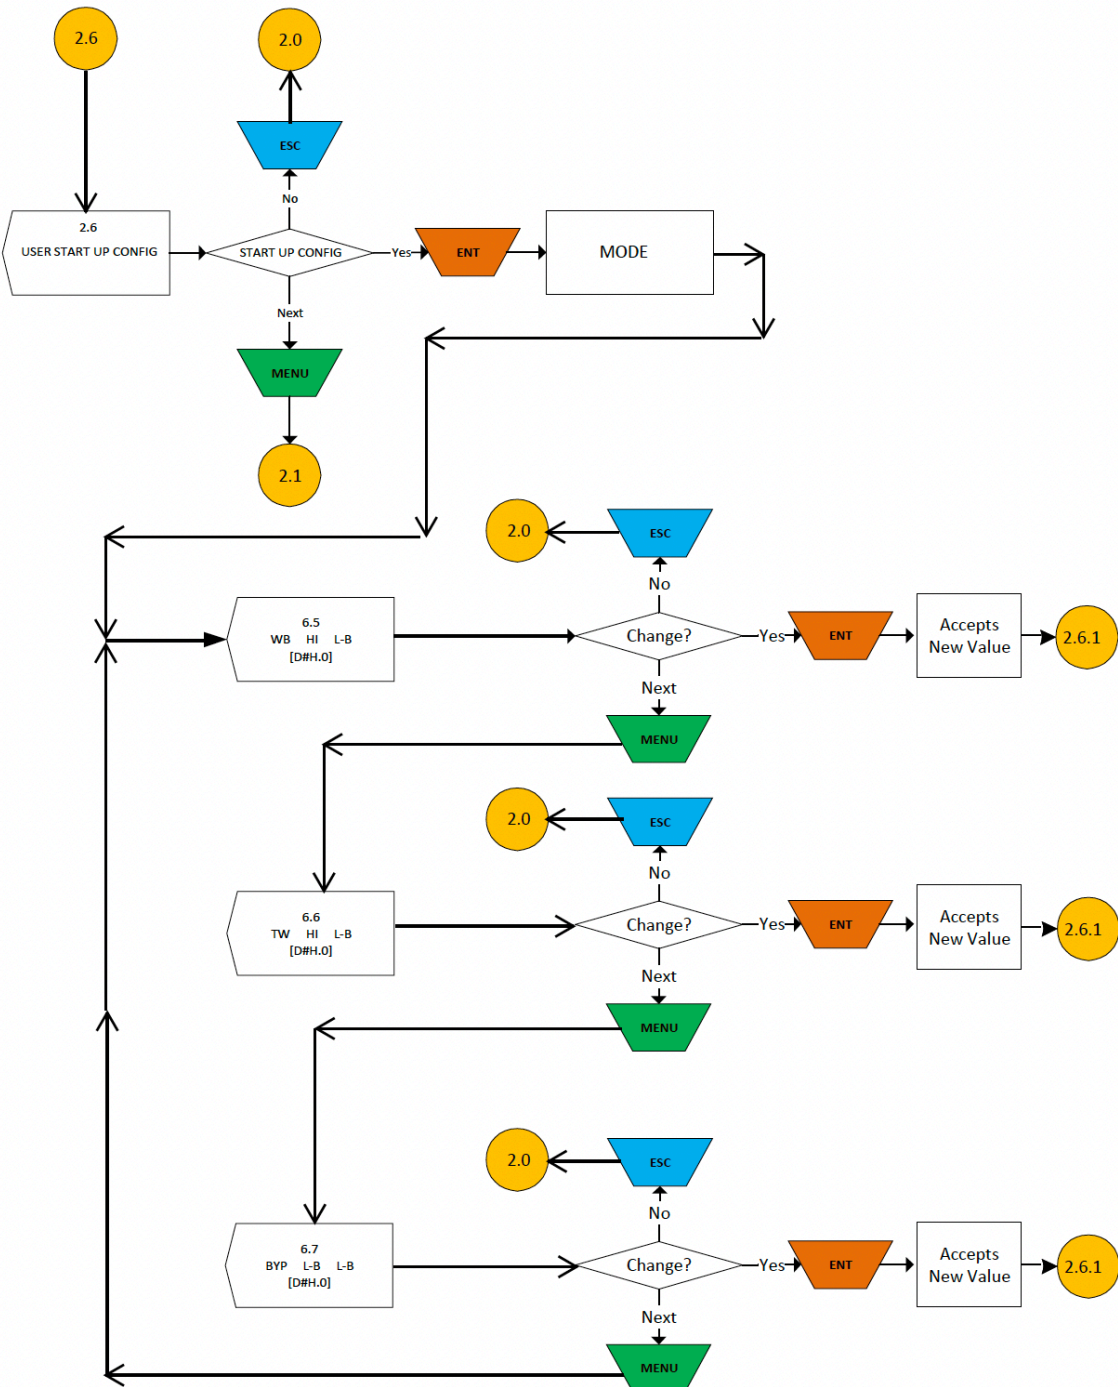 2.6
2.0
ESC
No
2.6
USER START UP CONFIG
START UP CONFIG
Yes
ENT
MODE
Next
MENU
2.1
2.0
ESC
No
6.5
WB HI L-B
[D#H.0]
Change?
Yes
ENT
Accepts
New Value
2.6.1
Next
MENU
2.0
ESC
No
6.6
TW HI L-B
[D#H.0]
Change?
Yes
ENT
Accepts
New Value
2.6.1
Next
MENU
2.0
ESC
No
6.7
BYP L-B L-B
[D#H.0]
Change?
Yes
ENT
Accepts
New Value
2.6.1
Next
MENU